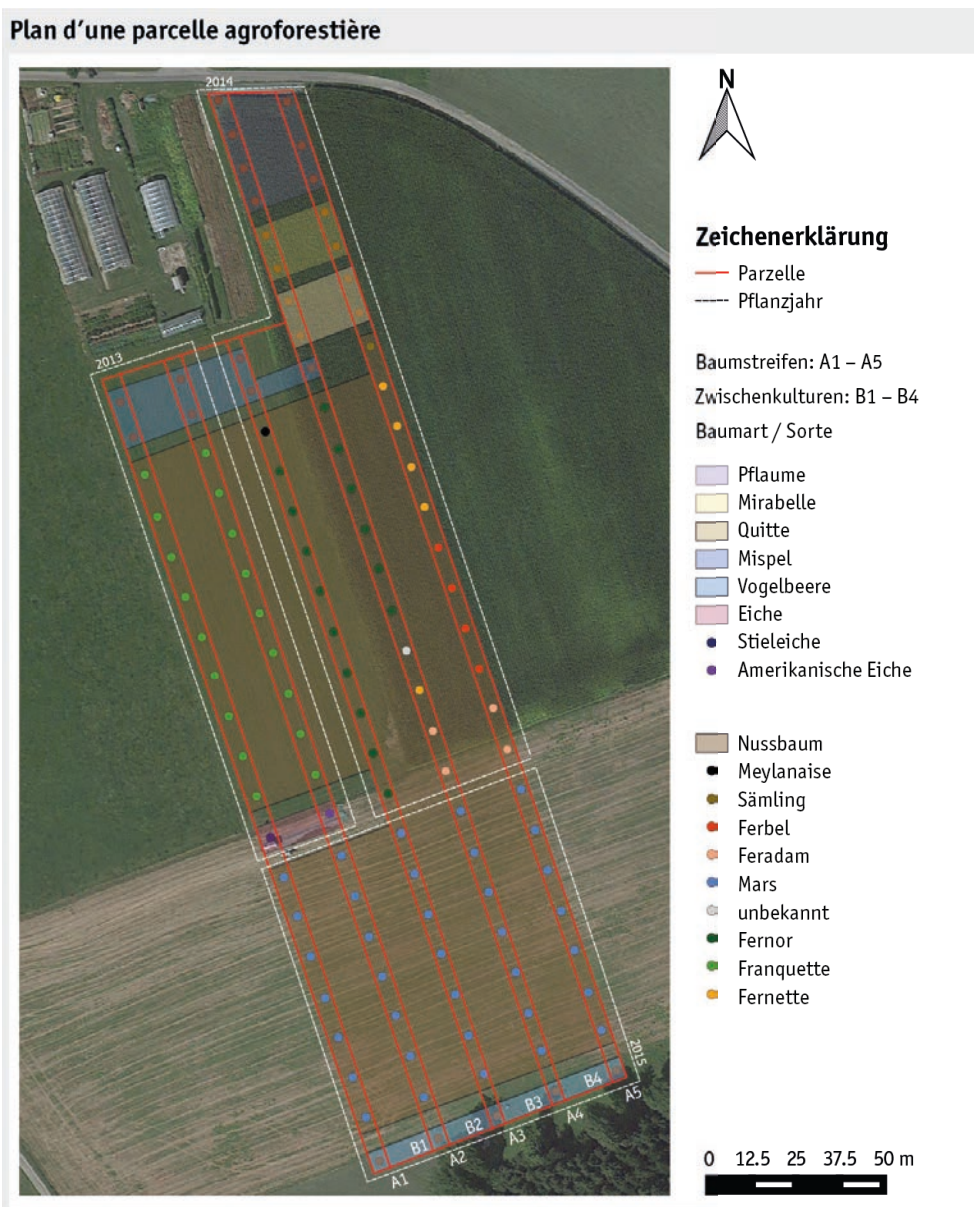 Plan d’une parcelle agroforestière
2014
2013
2015
B1
B2
B3
B4
A1
A2
A3
A4
A5
N
Zeichenerklärung
Parzelle
Pflanzjahr
Baumstreifen: A1 – A5
Zwischenkulturen: B1 – B4
Baumart / Sorte
Pflaume
Mirabelle
Quitte
Mispel
Vogelbeere
Eiche
Stieleiche
Amerikanische Eiche
Nussbaum
Meylanaise
Sämling
Ferbel
Feradam
Mars
unbekannt
Fernor
Franquette
Fernette
0 12.5 25 37.5 50 m